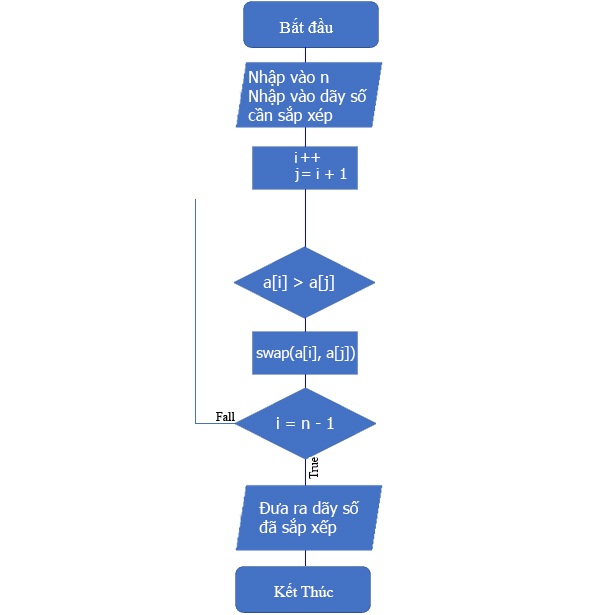 Bắt đầu
Nhập vào n
Nhập vào dãy số
cần sắp xép
i++
j= i + 1
a[i] > a[j]
swap(a[i], a[j])
Fall
i = n - 1
True
Đưa ra dãy số
đã sắp xếp
Kết Thúc